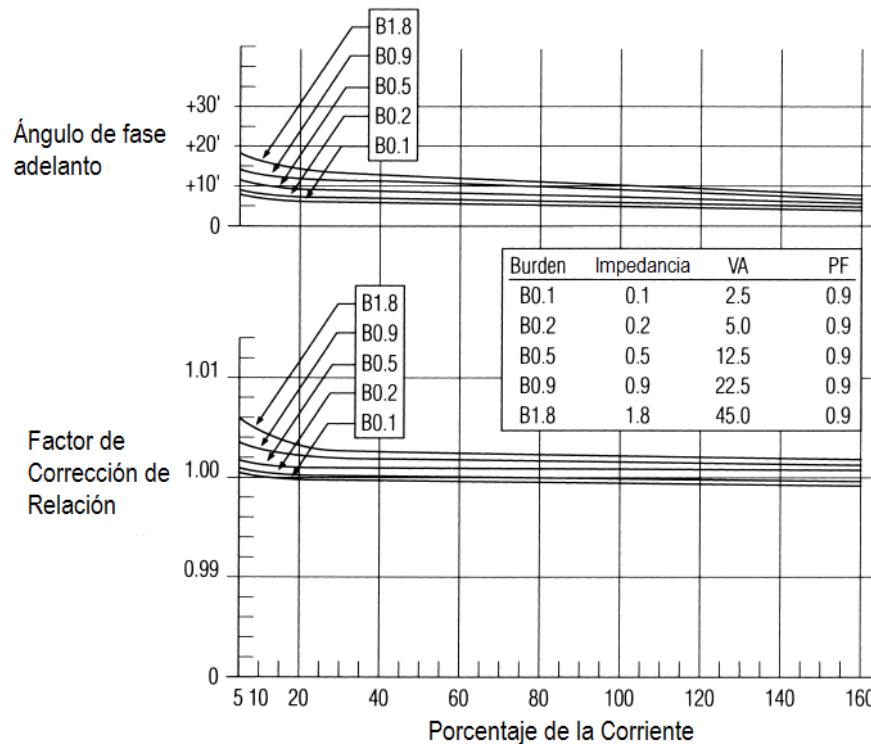 B1.8
B0.9
B0.5
B0.2
B0.1
+30'
+20'
+10'
0
Ángulo de fase
adelanto
Burden Impedancia VA PF
B0.1 0.1 2.5 0.9
B0.2 0.2 5.0 0.9
B0.5 0.5 12.5 0.9
B0.9 0.9 22.5 0.9
B1.8 1.8 45.0 0.9
B1.8
B0.9
B0.5
B0.2
B0.1
1.01
1.00
0.99
0
Factor de
Corrección de
Relación
5 10 20 40 60 80 100 120 140 160
Porcentaje de la Corriente